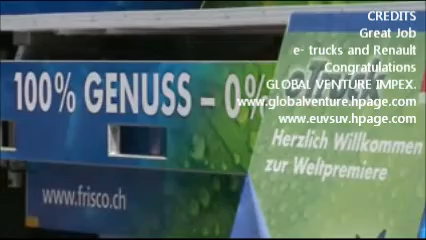 CREDITS
Great Job
e- trucks and Renault
Congratulations
GLOBAL VENTURE IMPEX.
www.globalventure.hpage.com
www.euvsuv.hpage.com
100% GENUSS – 0%
Herzlich Willkommen
zur Weltpremiere
www.frisco.ch